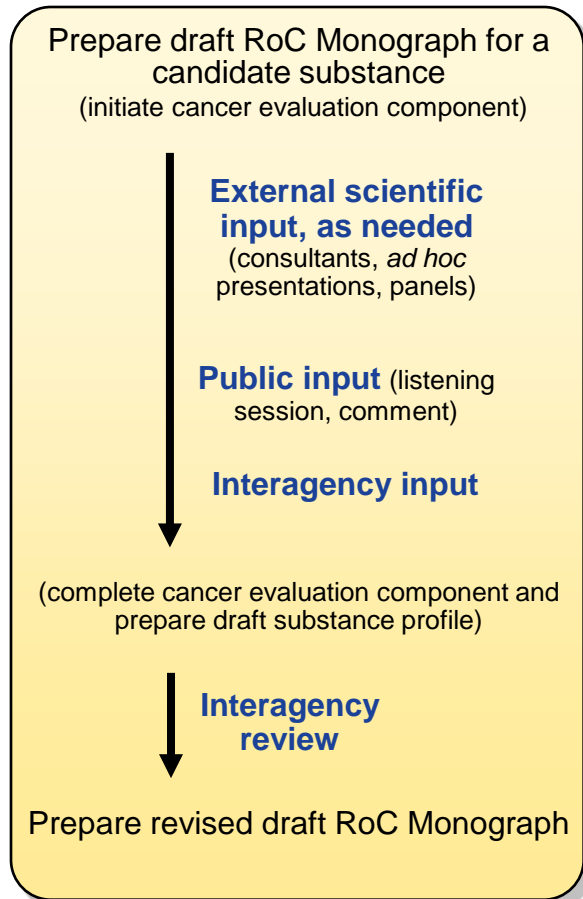 Prepare draft RoC Monograph for a
candidate substance
(initiate cancer evaluation component)
External scientific
input, as needed
(consultants, ad hoc
presentations, panels)
Public input (listening
session, comment)
Interagency input
(complete cancer evaluation component and
prepare draft substance profile)
Interagency
review
Prepare revised draft RoC Monograph